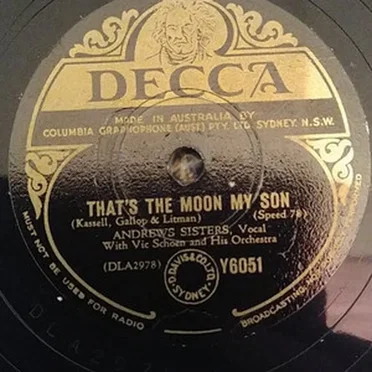 DECCA
MADE IN AUSTRALIA BY
COLUMBIA GRAPHOPHONE (AUST.) PTY. LTD. SYDNEY. N.S.W.
THAT'S THE MOON MY SON
(Kassell, Gallop & Litman) (Speed 78)
ANDREWS SISTERS, Vocal
With Vic Schoen and His Orchestra
(DLA2978) Y6051
D. DAVIS & CO. LTD.
SYDNEY.
MUST NOT BE USED FOR RADIO
BROADCASTING
DLA29